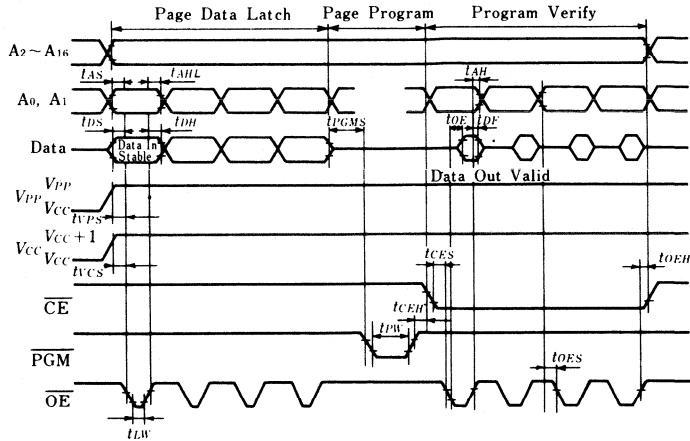 Page Data Latch Page Program Program Verify
A2~A16
tAS tAHL tAH
A0, A1
tDS tDH tPGMS tOE tDF
Data Data In Stable
Data Out Valid
VPP VPP
VCC
tVPS
VCC VCC+1
VCC
tVCS
tCES tOEH
CE
tCEH
tPW
PGM
tOES
OE
tLW